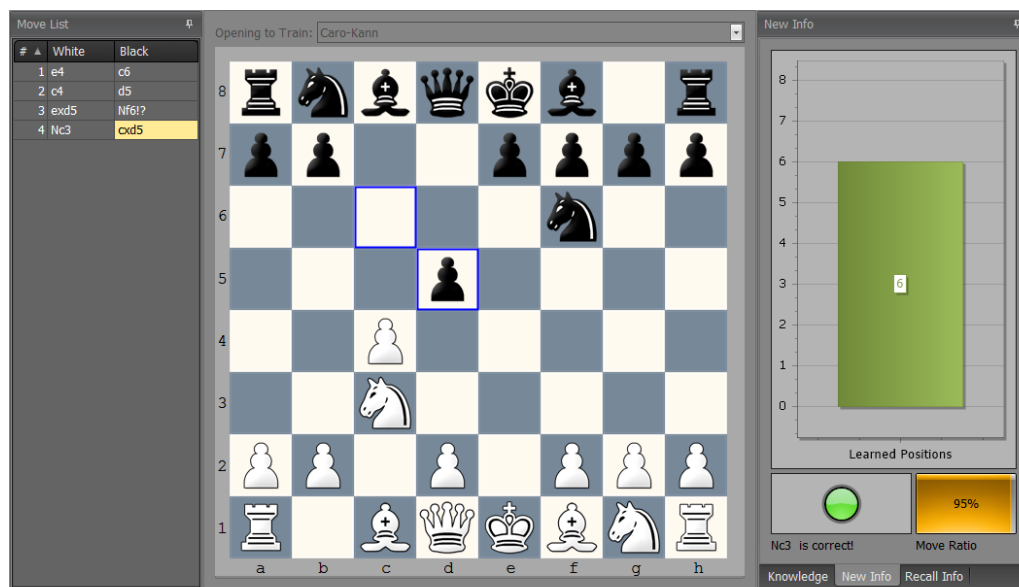 Move List
New Info
Opening to Train: Caro-Kann
# White Black
1 e4 c6
2 c4 d5
3 exd5 Nf6!?
4 Nc3 cxd5
8
7
6
5
4
3
2
1
a b c d e f g h
8
7
6
5
4
3
2
1
0
6
Learned Positions
95%
Nc3 is correct!
Move Ratio
Knowledge New Info Recall Info